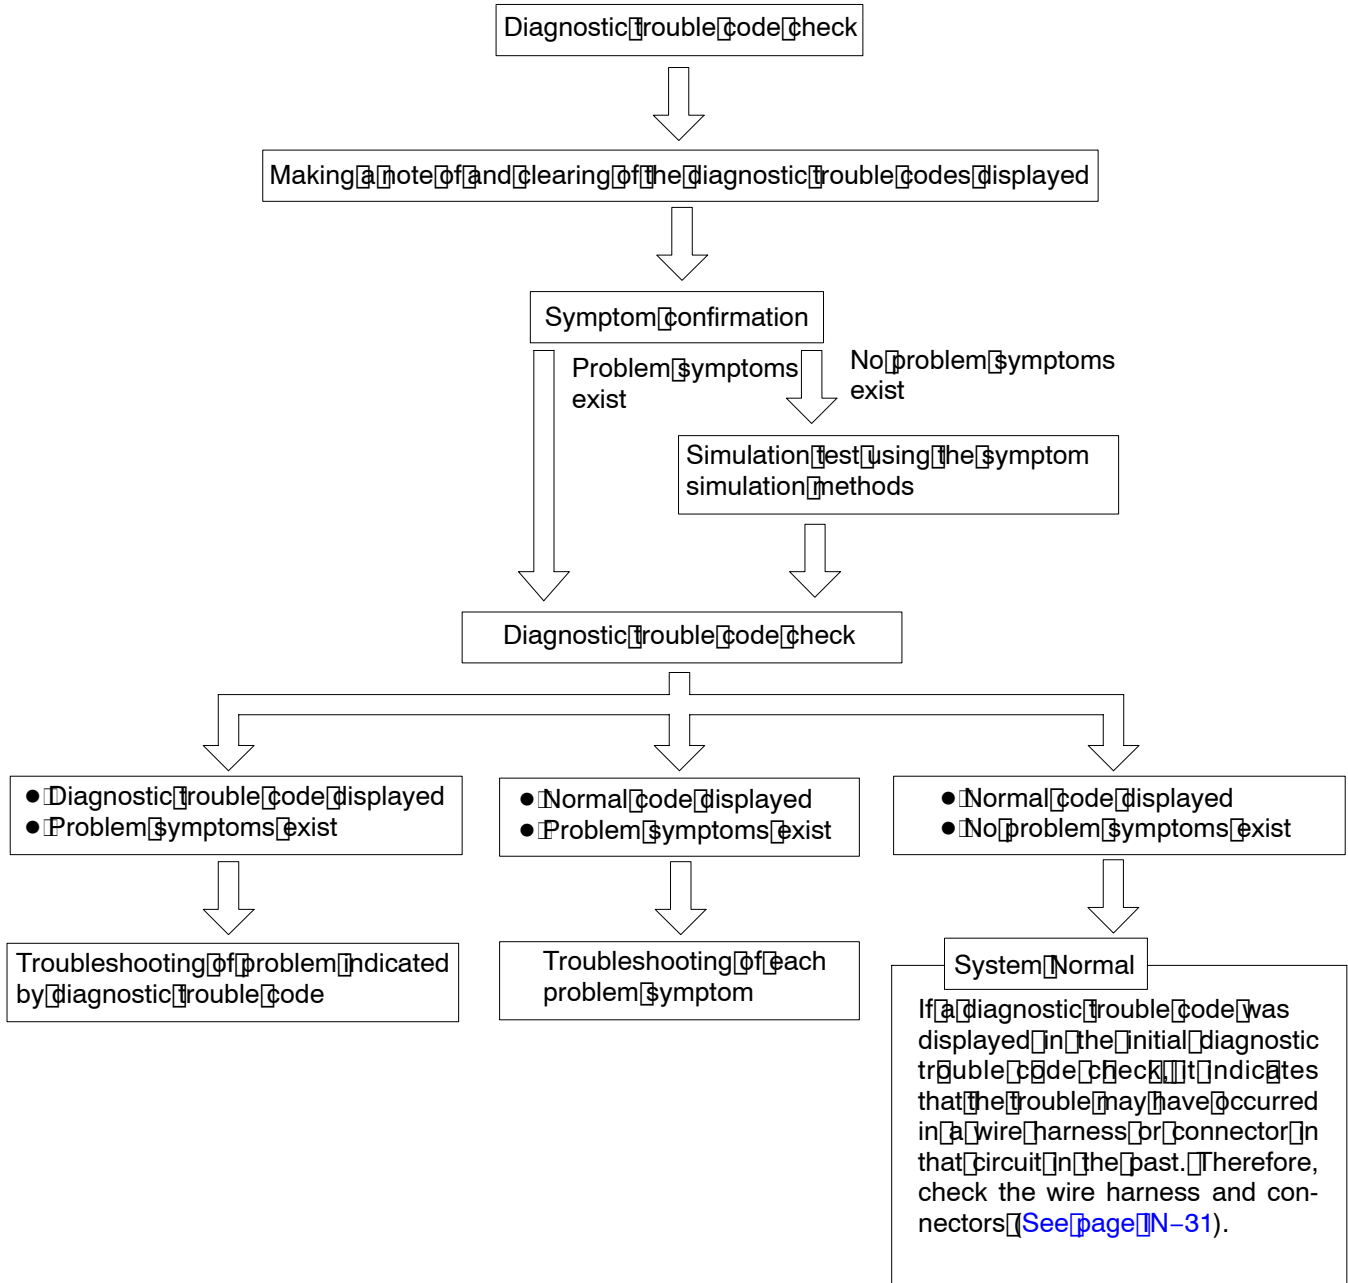 Diagnostic trouble code check
Making a note of and clearing of the diagnostic trouble codes displayed
Symptom confirmation
Problem symptoms
exist
No problem symptoms
exist
Simulation test using the symptom
simulation methods
Diagnostic trouble code check
● Diagnostic trouble code displayed
● Problem symptoms exist
● Normal code displayed
● Problem symptoms exist
● Normal code displayed
● No problem symptoms exist
Troubleshooting of problem indicated
by diagnostic trouble code
Troubleshooting of each
problem symptom
System Normal
If a diagnostic trouble code was
displayed in the initial diagnostic
trouble code check, it indicates
that the trouble may have occurred
in a wire harness or connector in
that circuit in the past. Therefore,
check the wire harness and con-
nectors (See page IN−31).